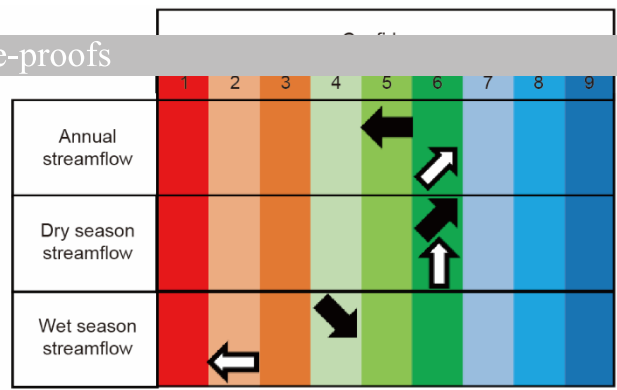 e-proofs
1 2 3 4 5 6 7 8 9
Annual
streamflow
Dry season
streamflow
Wet season
streamflow